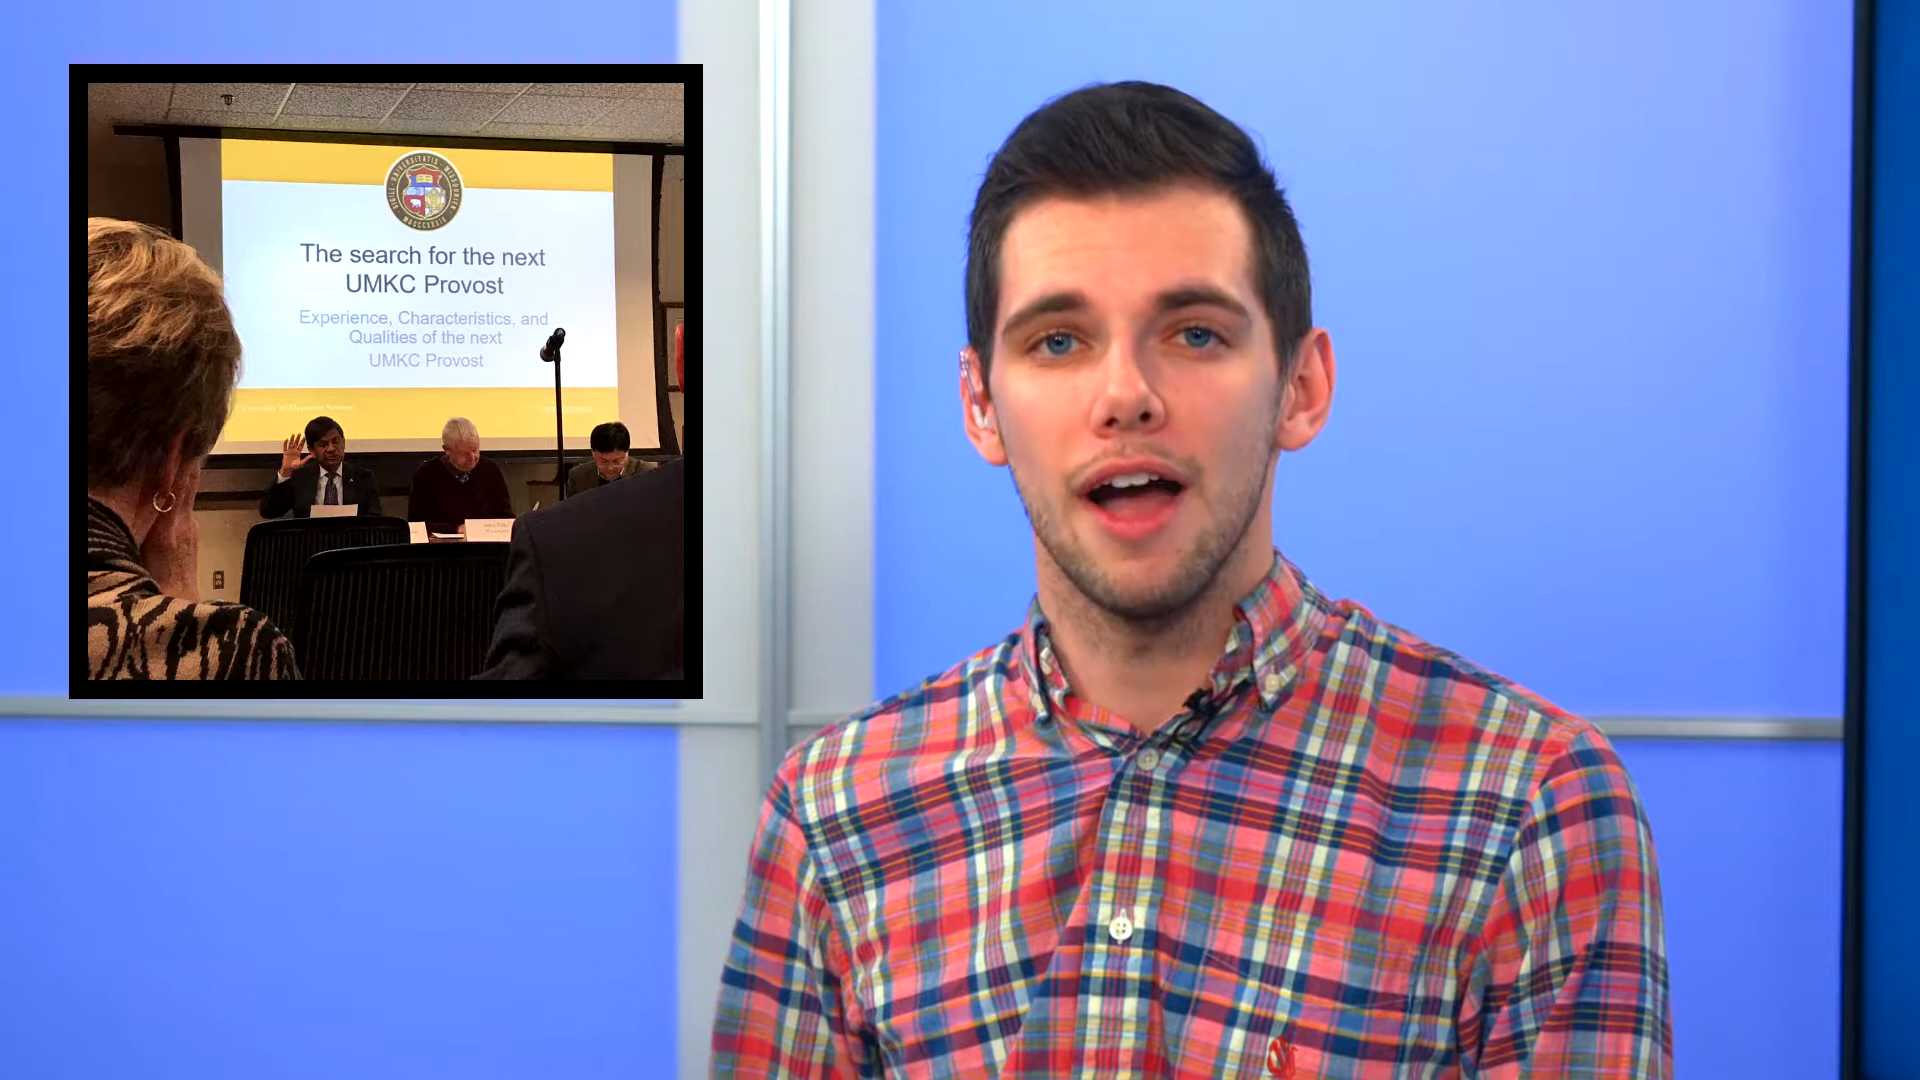 The search for the next
UMKC Provost
Experience, Characteristics, and
Qualities of the next
UMKC Provost